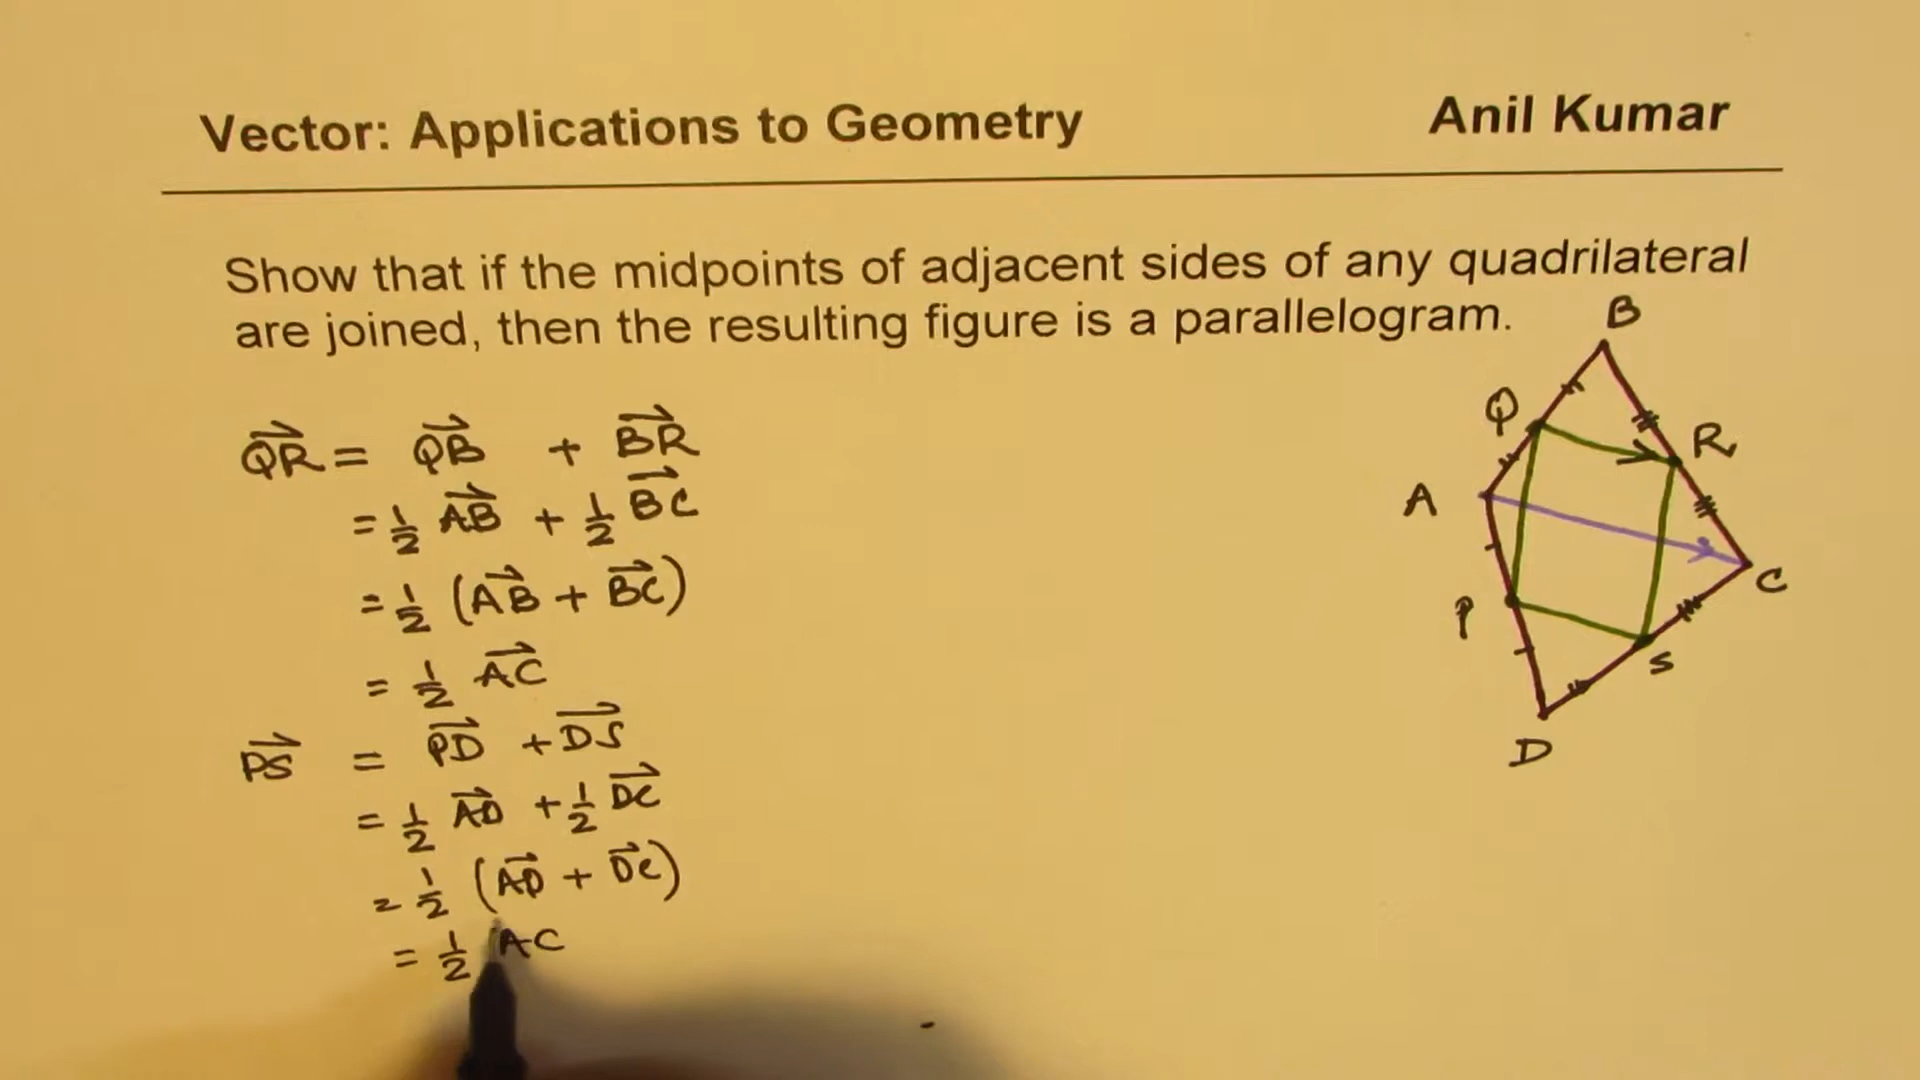 Vector: Applications to Geometry
Anil Kumar
Show that if the midpoints of adjacent sides of any quadrilateral
are joined, then the resulting figure is a parallelogram.
QR⃗ = QB⃗ + BR⃗
= 1/2 AB⃗ + 1/2 BC⃗
= 1/2 (AB⃗ + BC⃗)
= 1/2 AC⃗
PS⃗ = PD⃗ + DS⃗
= 1/2 AD⃗ + 1/2 DC⃗
= 1/2 (AD⃗ + DC⃗)
= 1/2 AC
B
Q
R
A
C
P
S
D